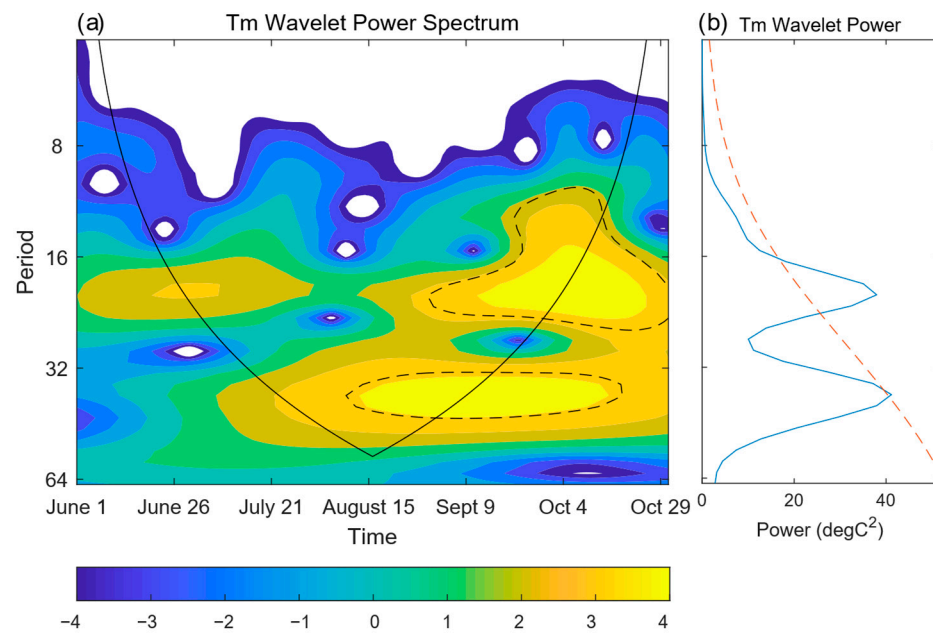 (a) Tm Wavelet Power Spectrum
(b) Tm Wavelet Power
8
16
32
64
Period
June 1 June 26 July 21 August 15 Sept 9 Oct 4 Oct 29
Time
0 20 40
Power (degC²)
−4 −3 −2 −1 0 1 2 3 4